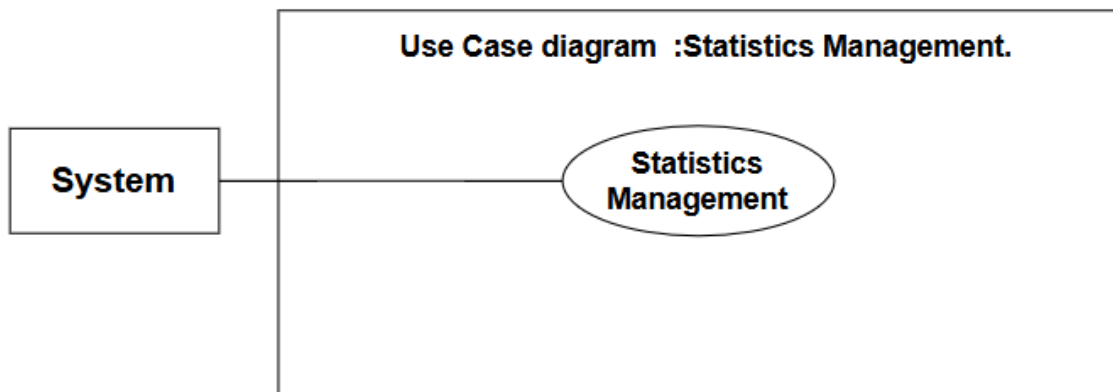 Use Case diagram  :Statistics Management.
System
Statistics
Management